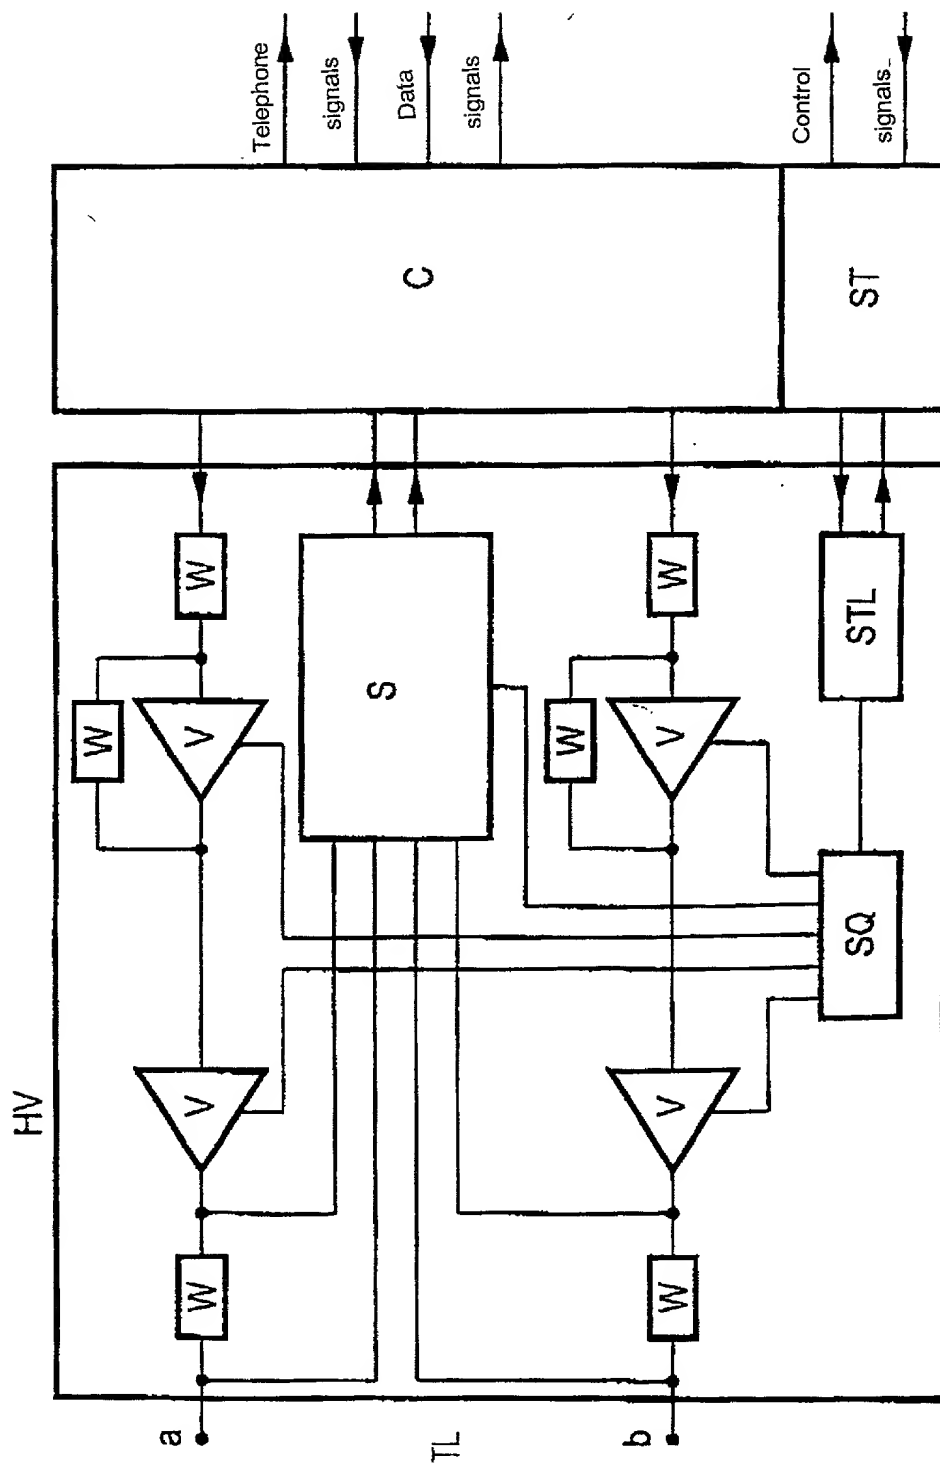 HV
a
TL
b
W
W
V
V
W
W
S
W
V
V
W
W
SQ
STL
C
ST
Telephone
signals
Data
signals
Control
signals